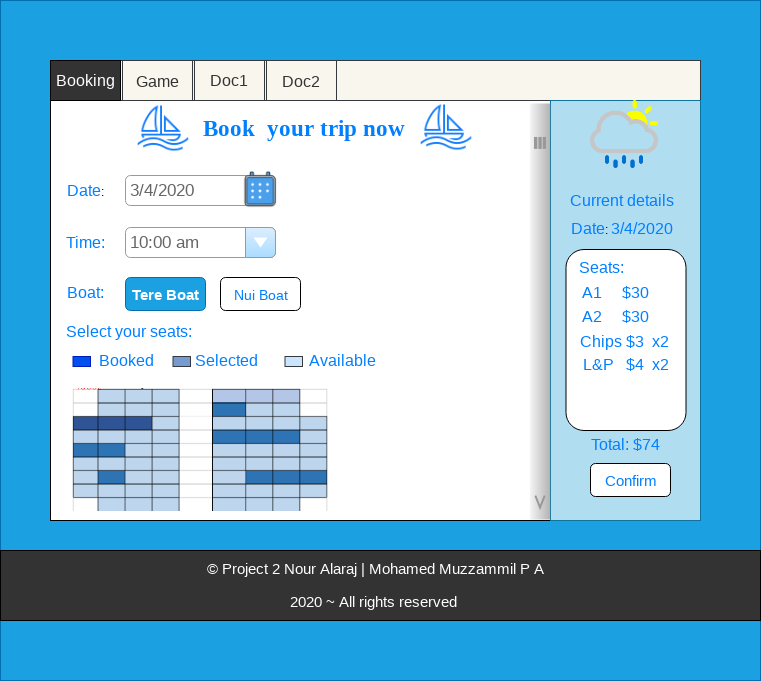 Booking Game Doc1 Doc2
Book your trip now
Date: 3/4/2020
Time: 10:00 am
Boat: Tere Boat Nui Boat
Select your seats:
Booked Selected Available
Current details
Date: 3/4/2020
Seats:
A1 $30
A2 $30
Chips $3 x2
L&P $4 x2
Total: $74
Confirm
© Project 2 Nour Alaraj | Mohamed Muzzammil P A
2020 ~ All rights reserved